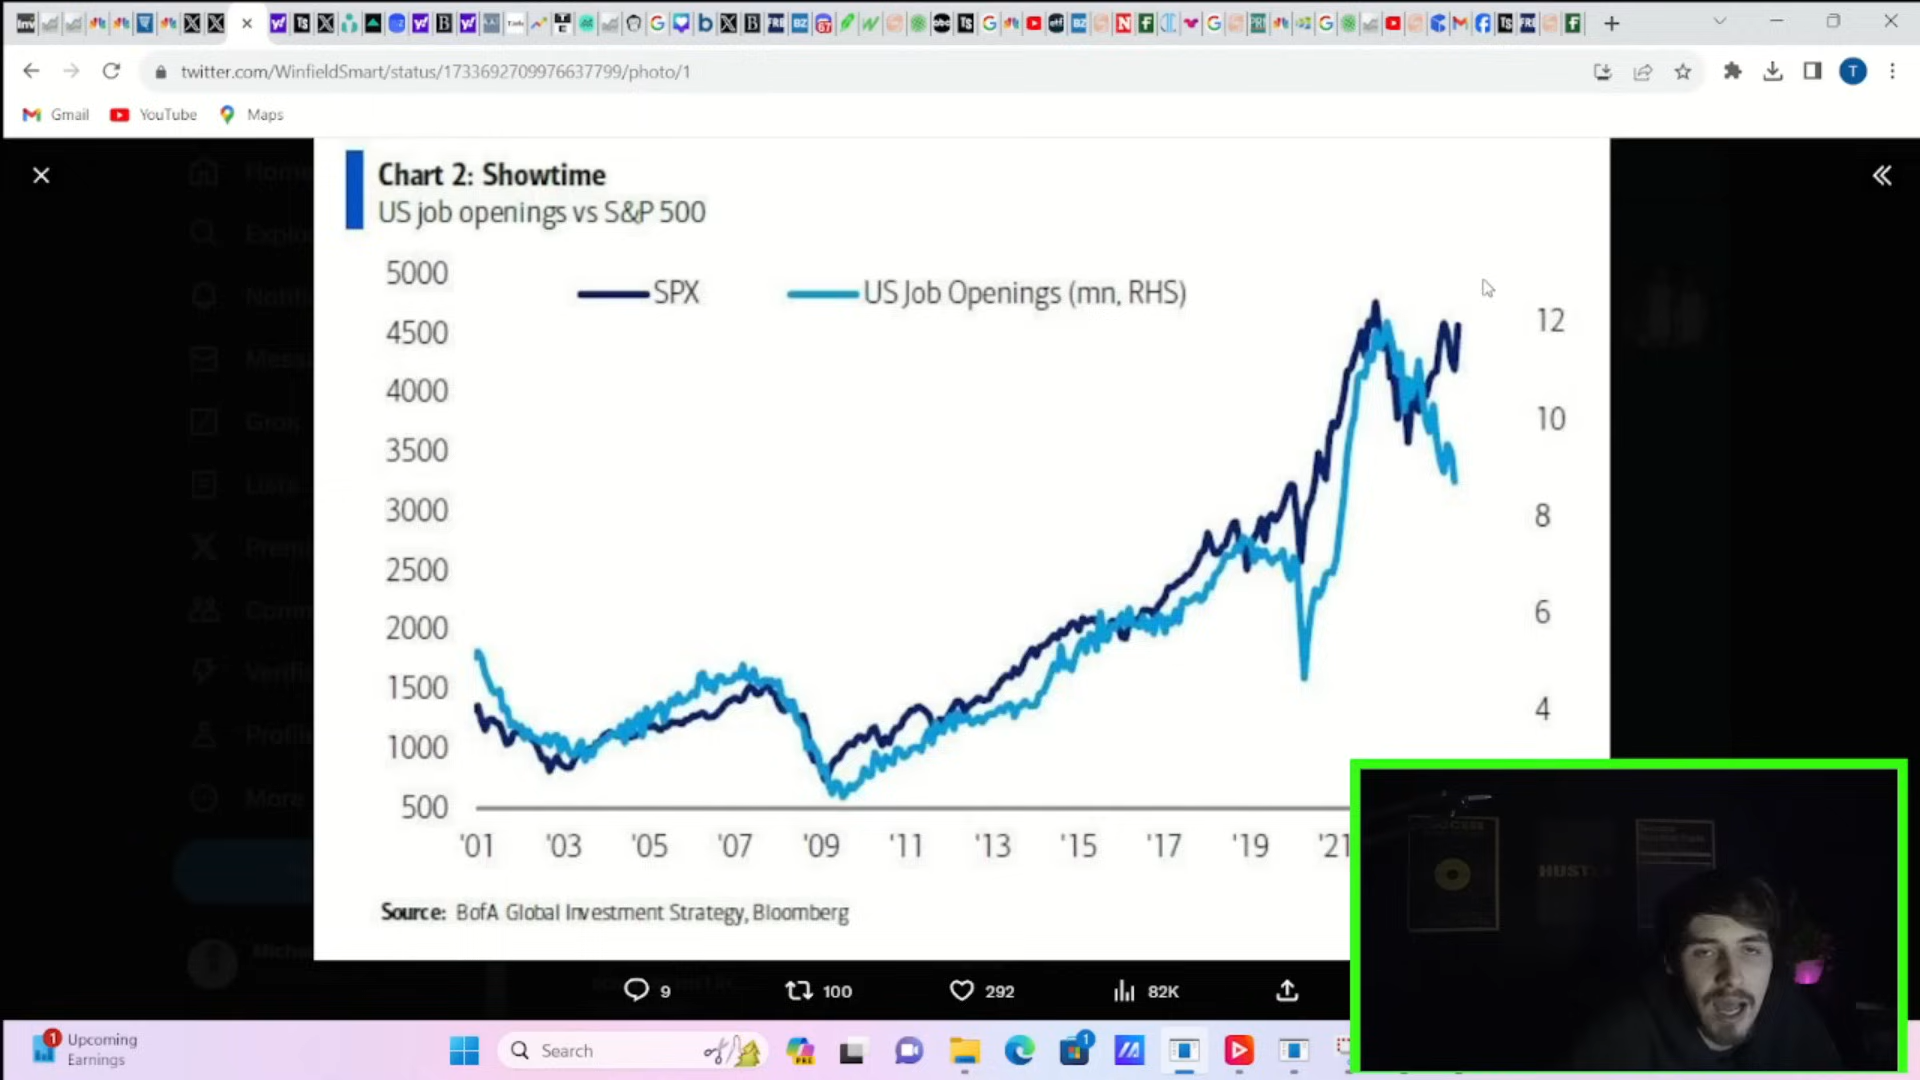 twitter.com/WinfieldSmart/status/1733692709976637799/photo/1
T
Gmail YouTube Maps
Chart 2: Showtime
US job openings vs S&P 500
SPX US Job Openings (mn, RHS)
5000
4500
4000
3500
3000
2500
2000
1500
1000
500
12
10
8
6
4
'01 '03 '05 '07 '09 '11 '13 '15 '17 '19 '21
Source: BofA Global Investment Strategy, Bloomberg
9 100 292 82K
1
Upcoming
Earnings
Search
1